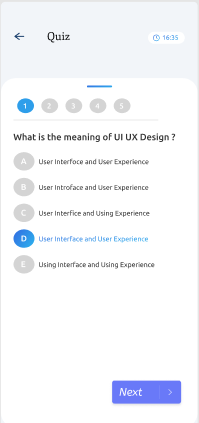 Quiz
16:35
1 2 3 4 5
What is the meaning of UI UX Design ?
A User Interfoce and User Experience
B User Introface and User Experience
C User Interfice and Using Experience
D User Interface and User Experience
E Using Interface and Using Experience
Next